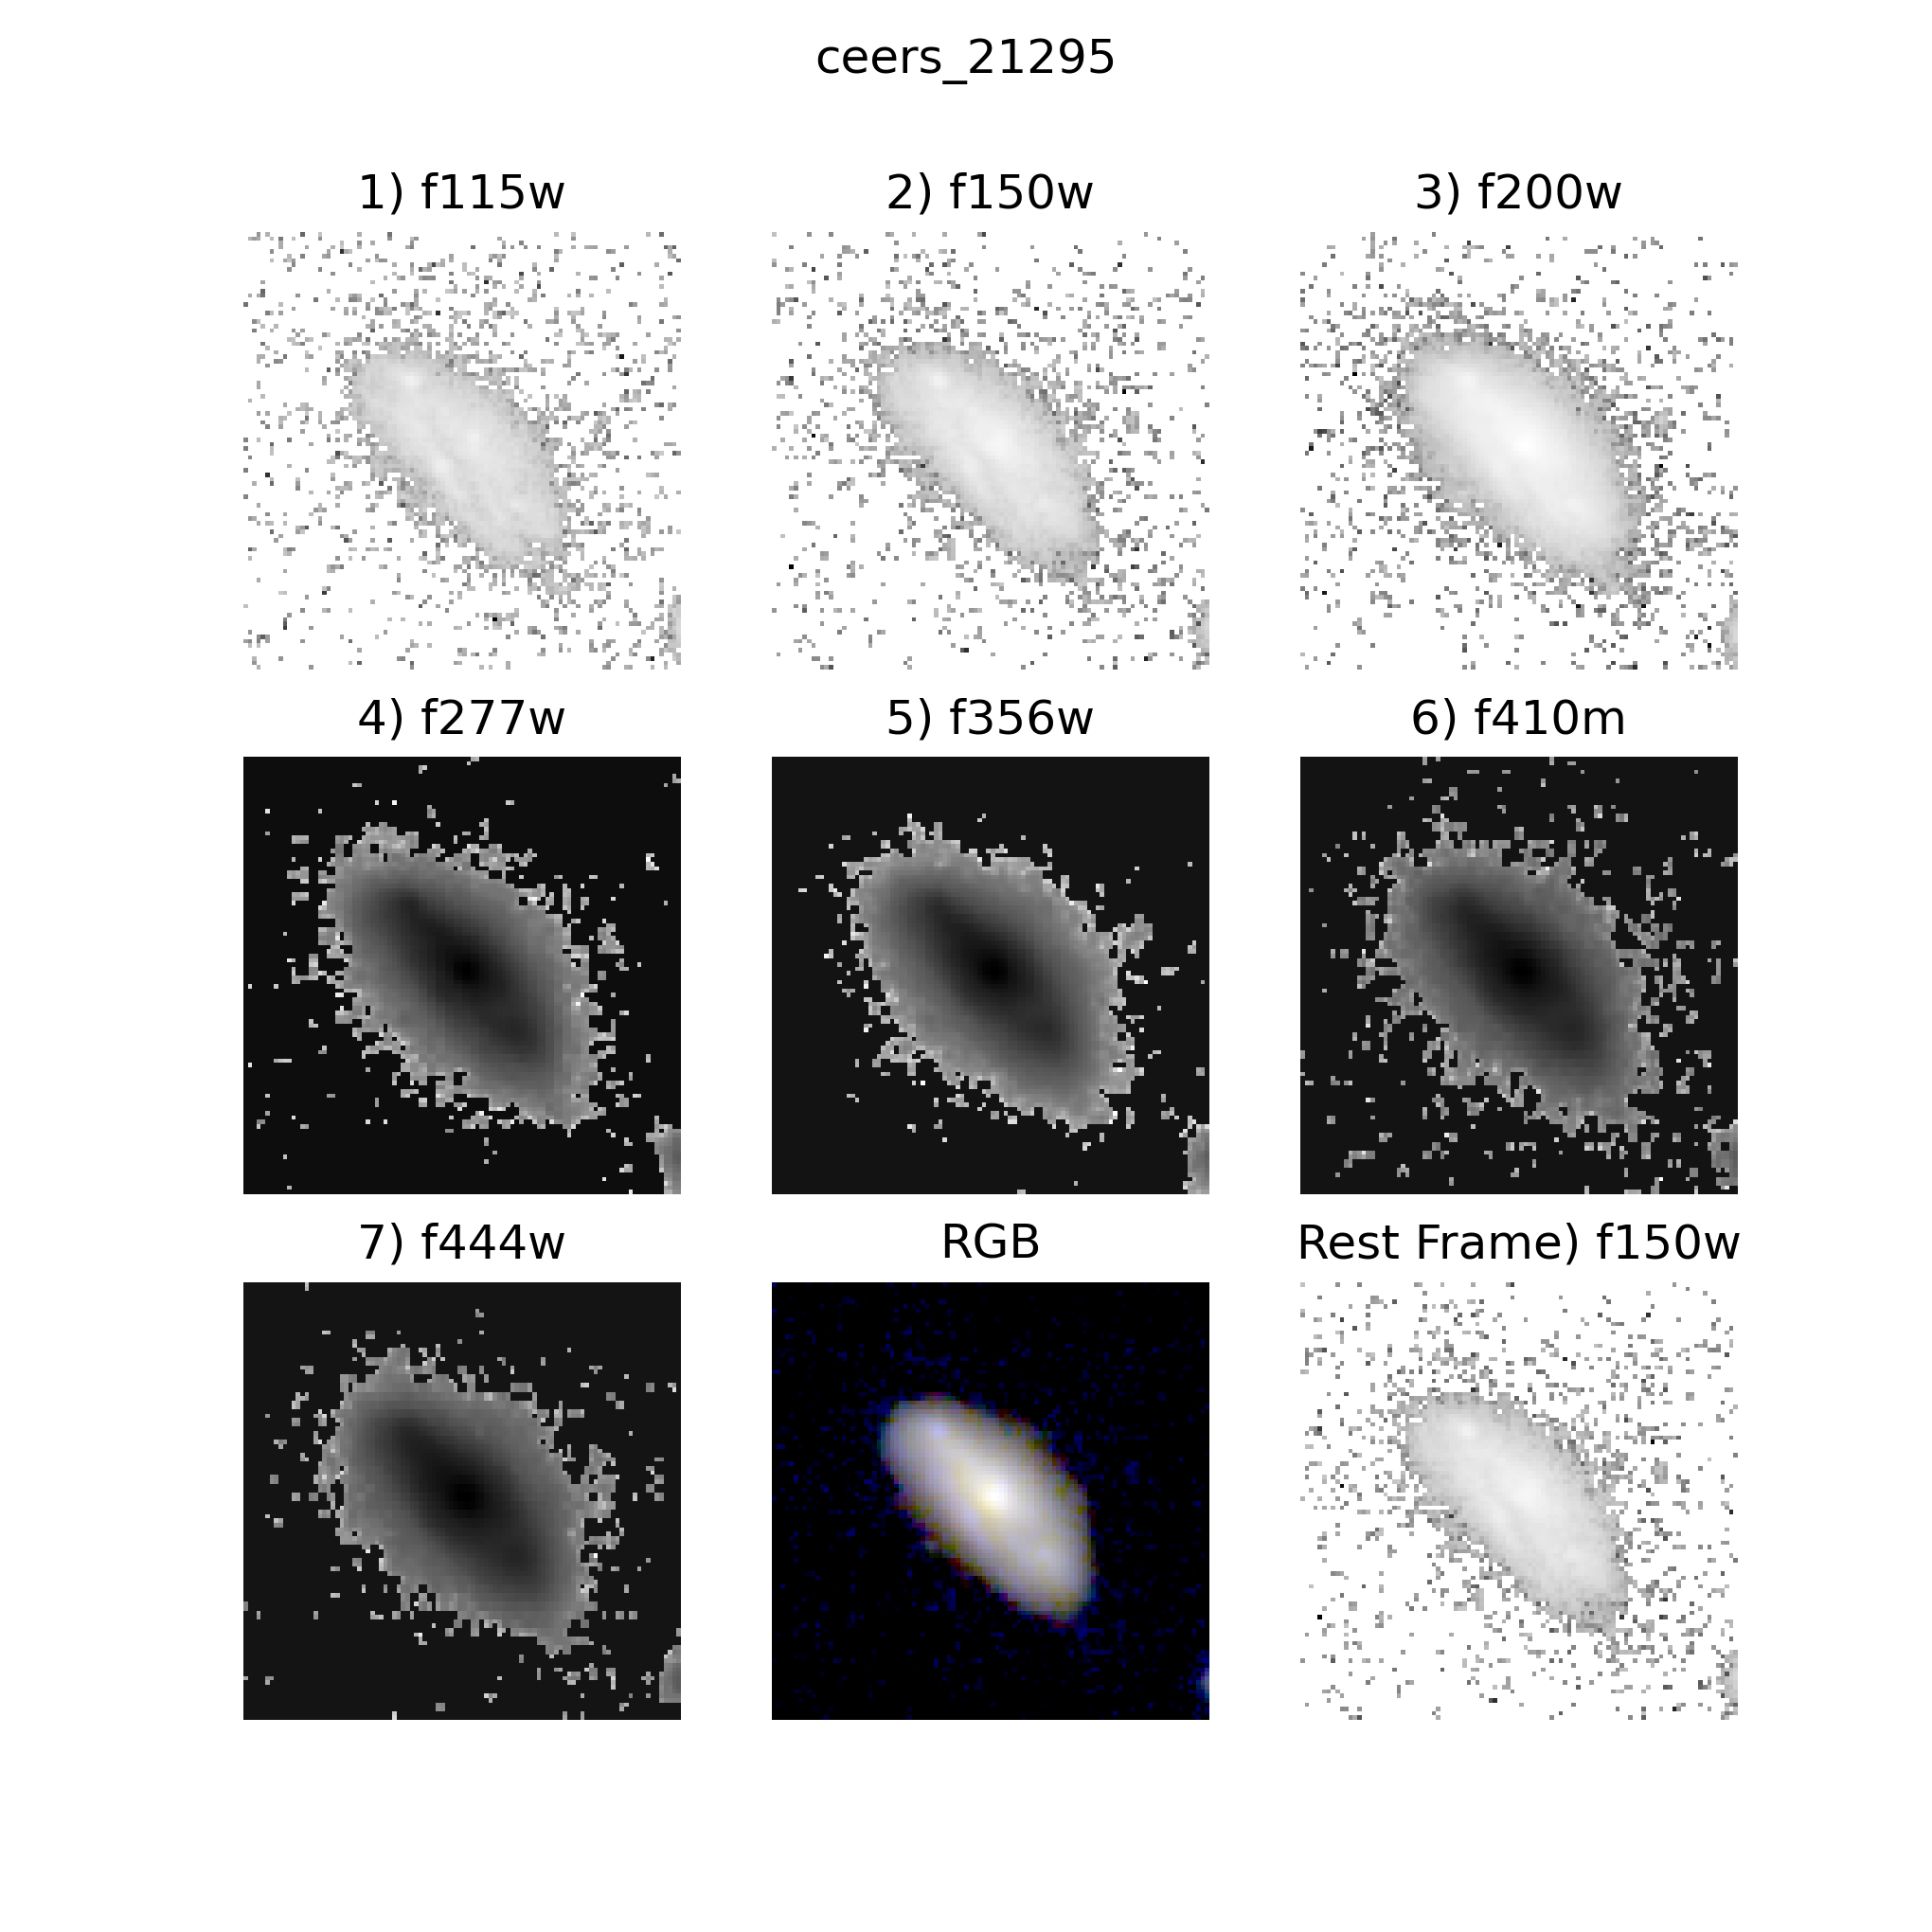 ceers_21295
1) f115w
2) f150w
3) f200w
4) f277w
5) f356w
6) f410m
7) f444w
RGB
Rest Frame) f150w